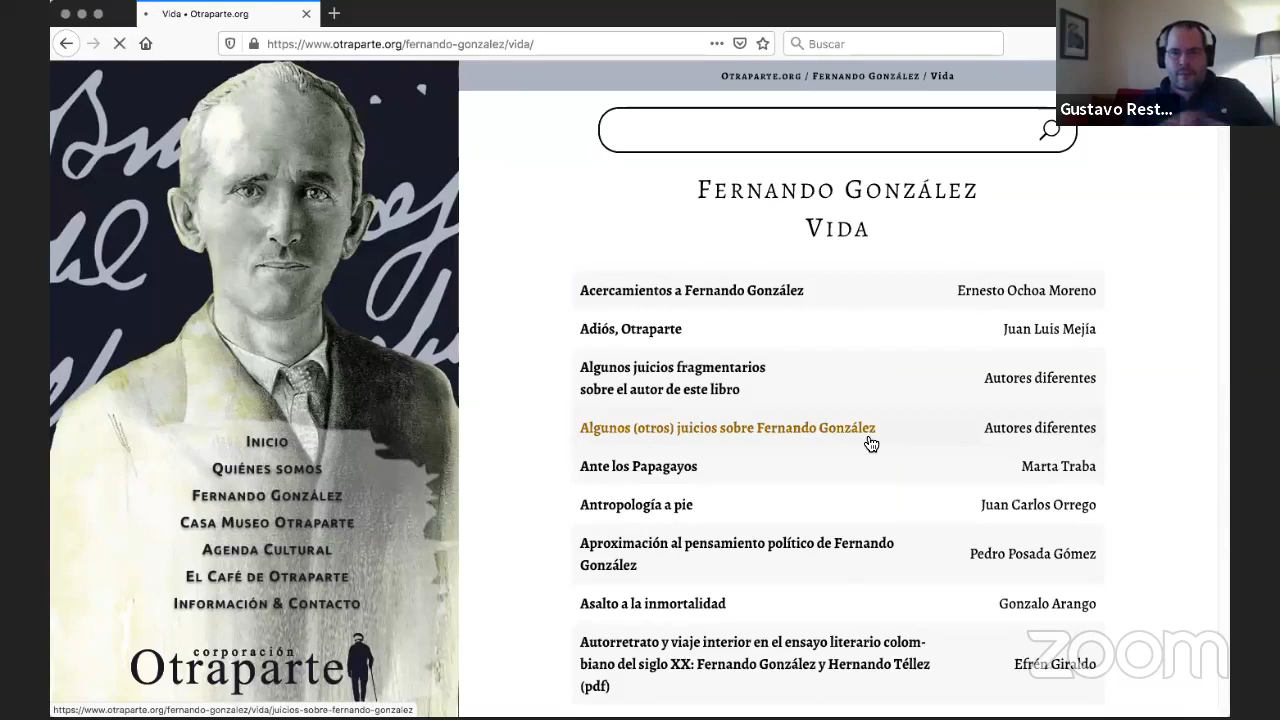 Vida • Otraparte.org
https://www.otraparte.org/fernando-gonzalez/vida/
Buscar
Otraparte.org / Fernando González / Vida
Gustavo Rest...
Fernando González
Vida
Acercamientos a Fernando González
Ernesto Ochoa Moreno
Adiós, Otraparte
Juan Luis Mejía
Algunos juicios fragmentarios
sobre el autor de este libro
Autores diferentes
Algunos (otros) juicios sobre Fernando González
Autores diferentes
Ante los Papagayos
Marta Traba
Antropología a pie
Juan Carlos Orrego
Aproximación al pensamiento político de Fernando
González
Pedro Posada Gómez
Asalto a la inmortalidad
Gonzalo Arango
Autorretrato y viaje interior en el ensayo literario colom-
biano del siglo XX: Fernando González y Hernando Téllez
(pdf)
Efrén Giraldo
Inicio
Quiénes somos
Fernando González
Casa Museo Otraparte
Agenda Cultural
El Café de Otraparte
Información & Contacto
corporación
Otraparte
https://www.otraparte.org/fernando-gonzalez/vida/juicios-sobre-fernando-gonzalez
zoom